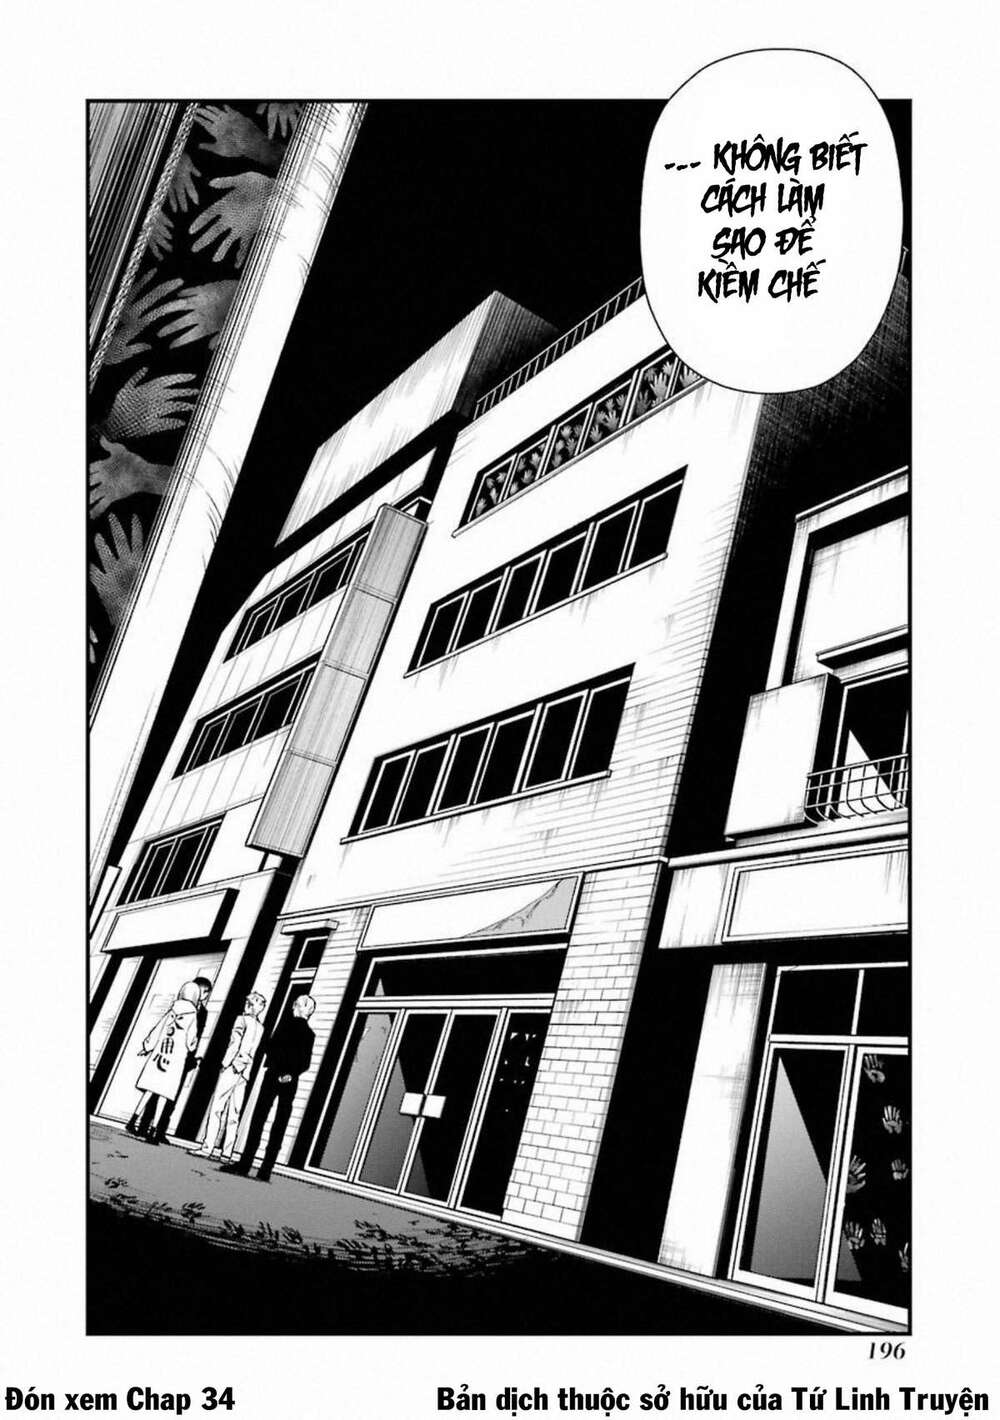 --- KHÔNG BIẾT
CÁCH LÀM
SAO ĐỂ
KIỀM CHẾ
196
Đón xem Chap 34
Bản dịch thuộc sở hữu của Tứ Linh Truyện